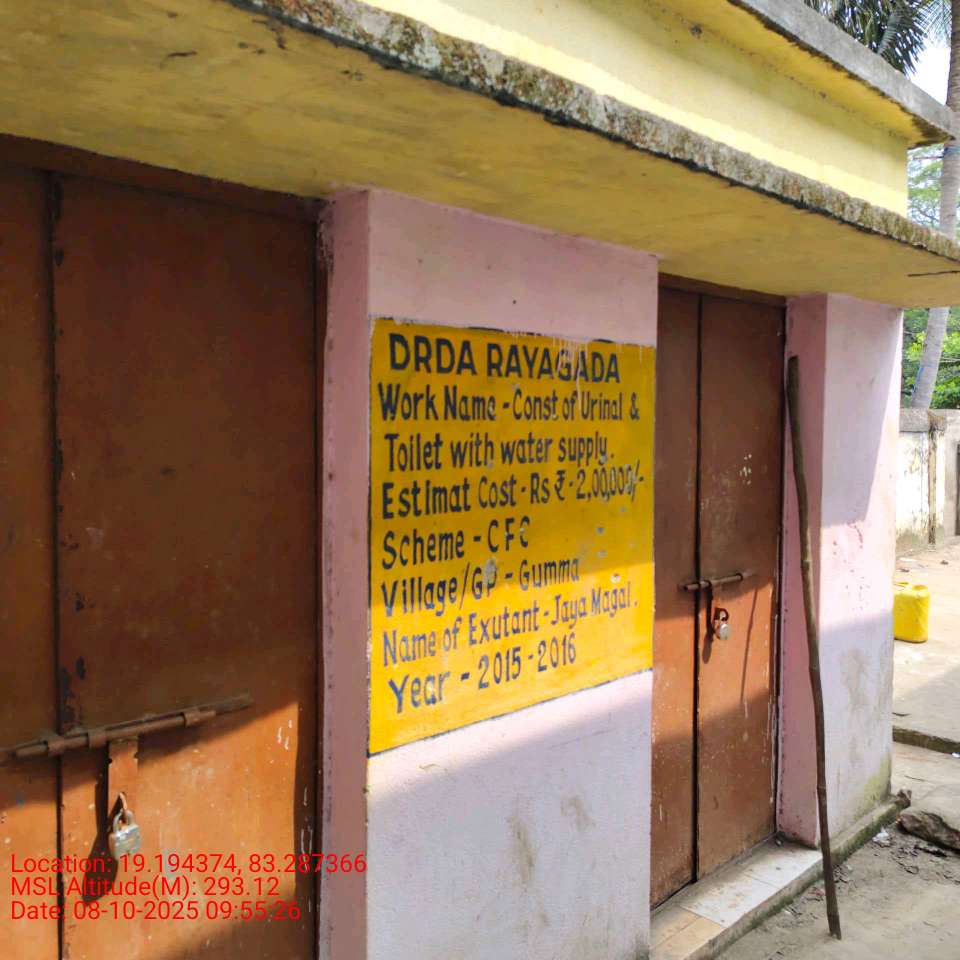 DRDA RAYAGADA
Work Name - Const of Urinal &
Toilet with water supply.
Estimat Cost - Rs ₹ - 2,00,000/-
Scheme - CFC
Village/GP - Gumma
Name of Exutant - Jaya Magal.
Year - 2015 - 2016
Location: 19.194374, 83.287366
MSL Altitude(M): 293.12
Date: 08-10-2025 09:55:26